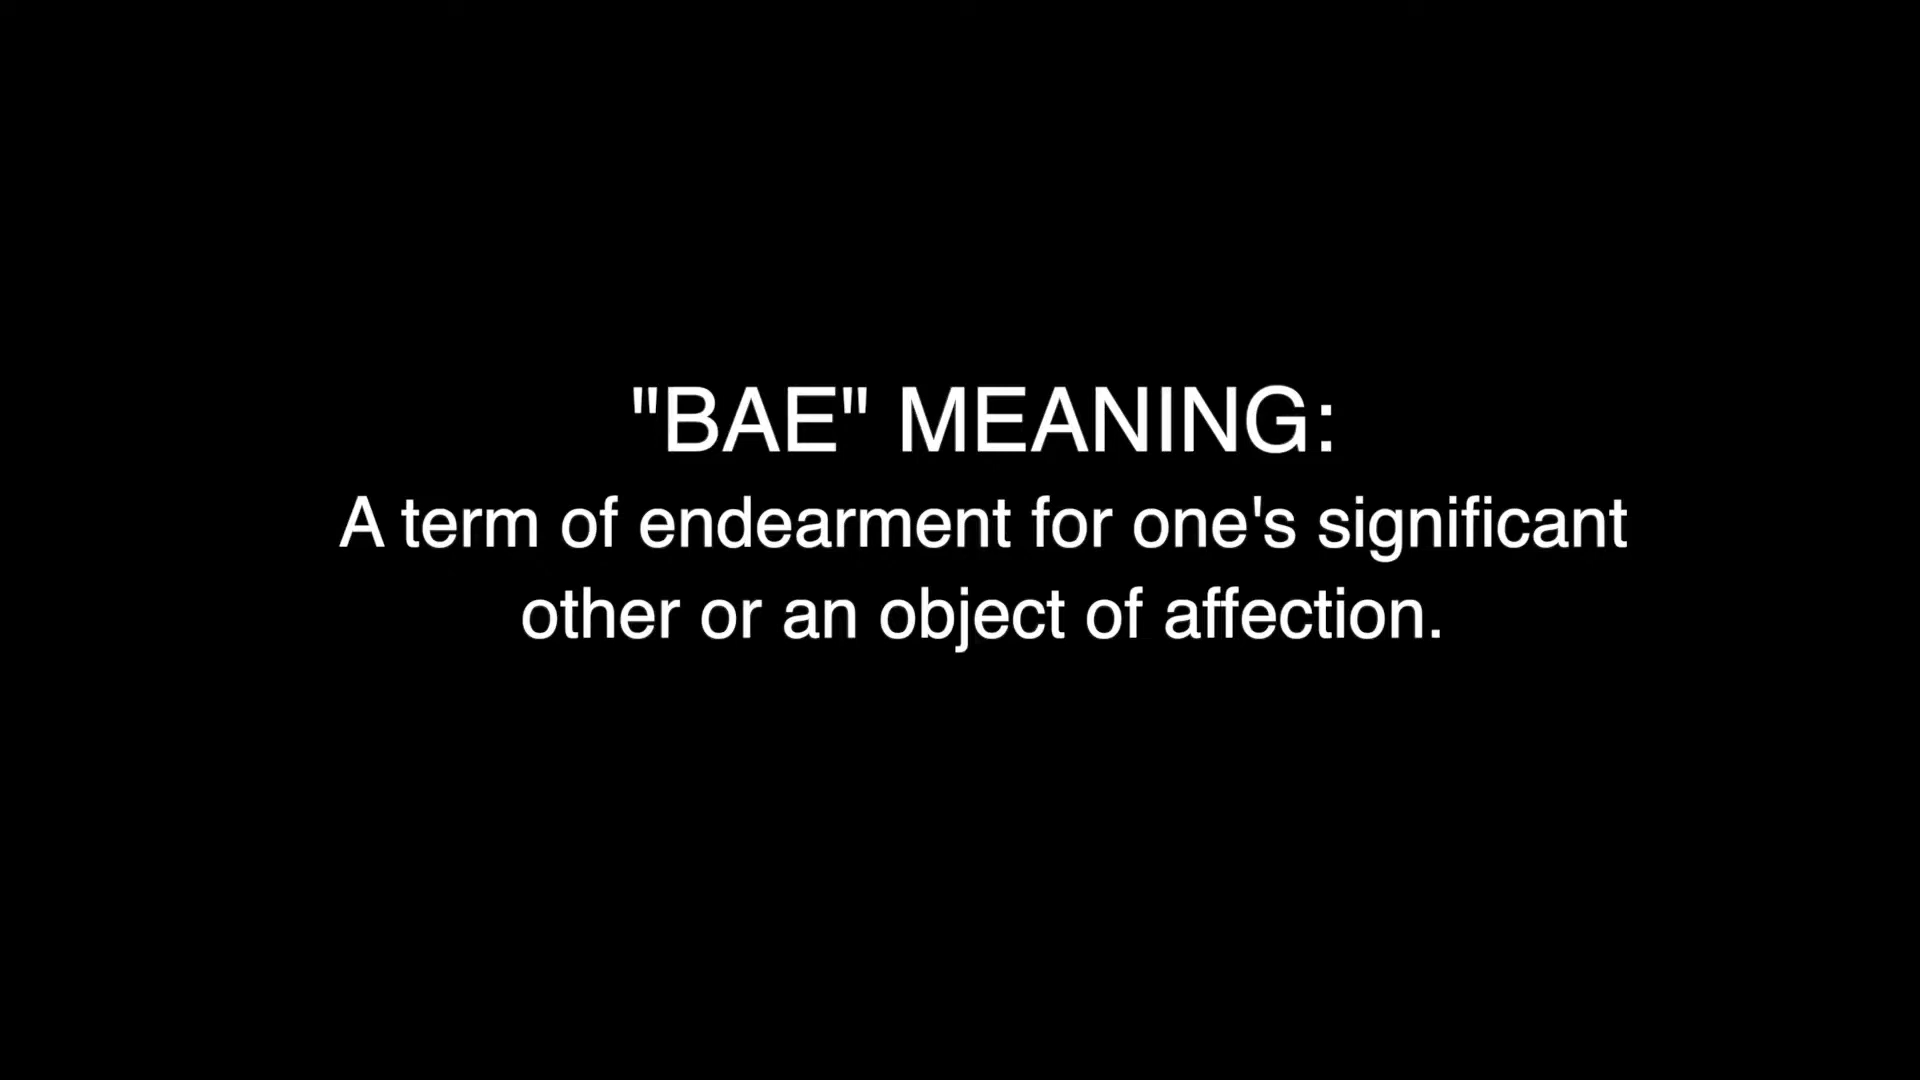 "BAE" MEANING:
A term of endearment for one's significant
other or an object of affection.